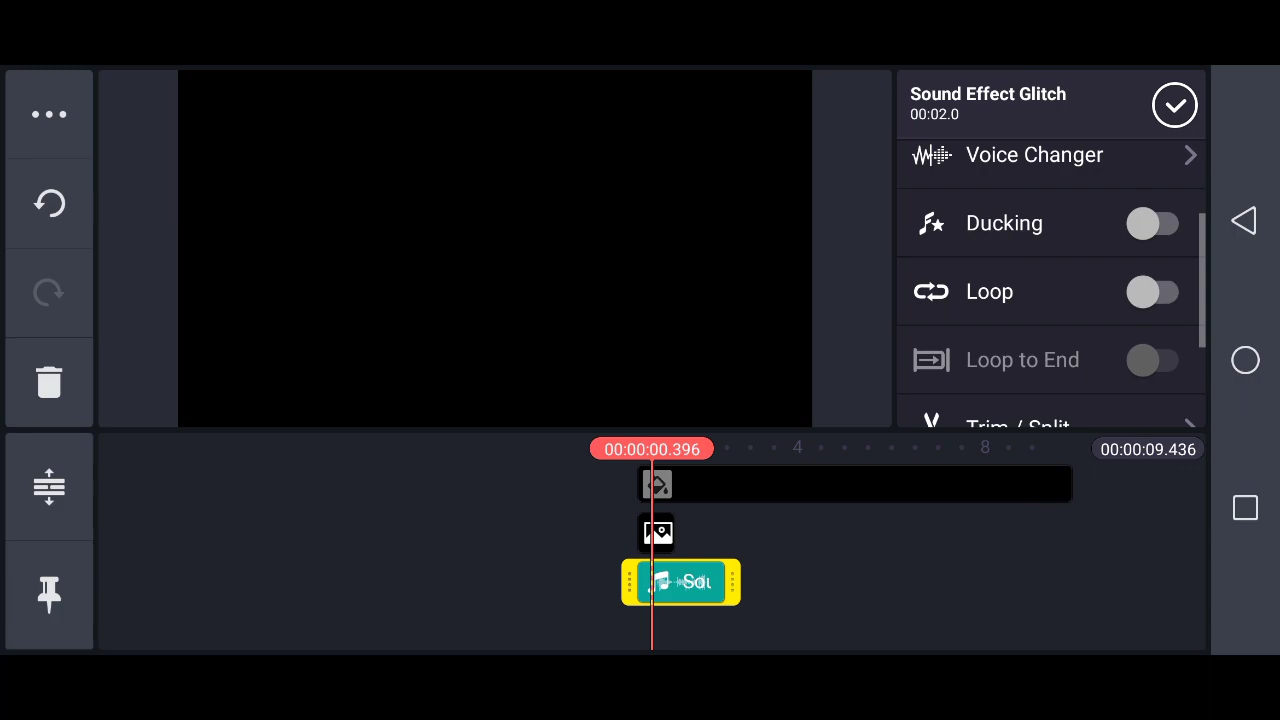 Sound Effect Glitch
00:02.0
Voice Changer
Ducking
Loop
Loop to End
Trim / Split
00:00:00.396
4
8
00:00:09.436
Sou